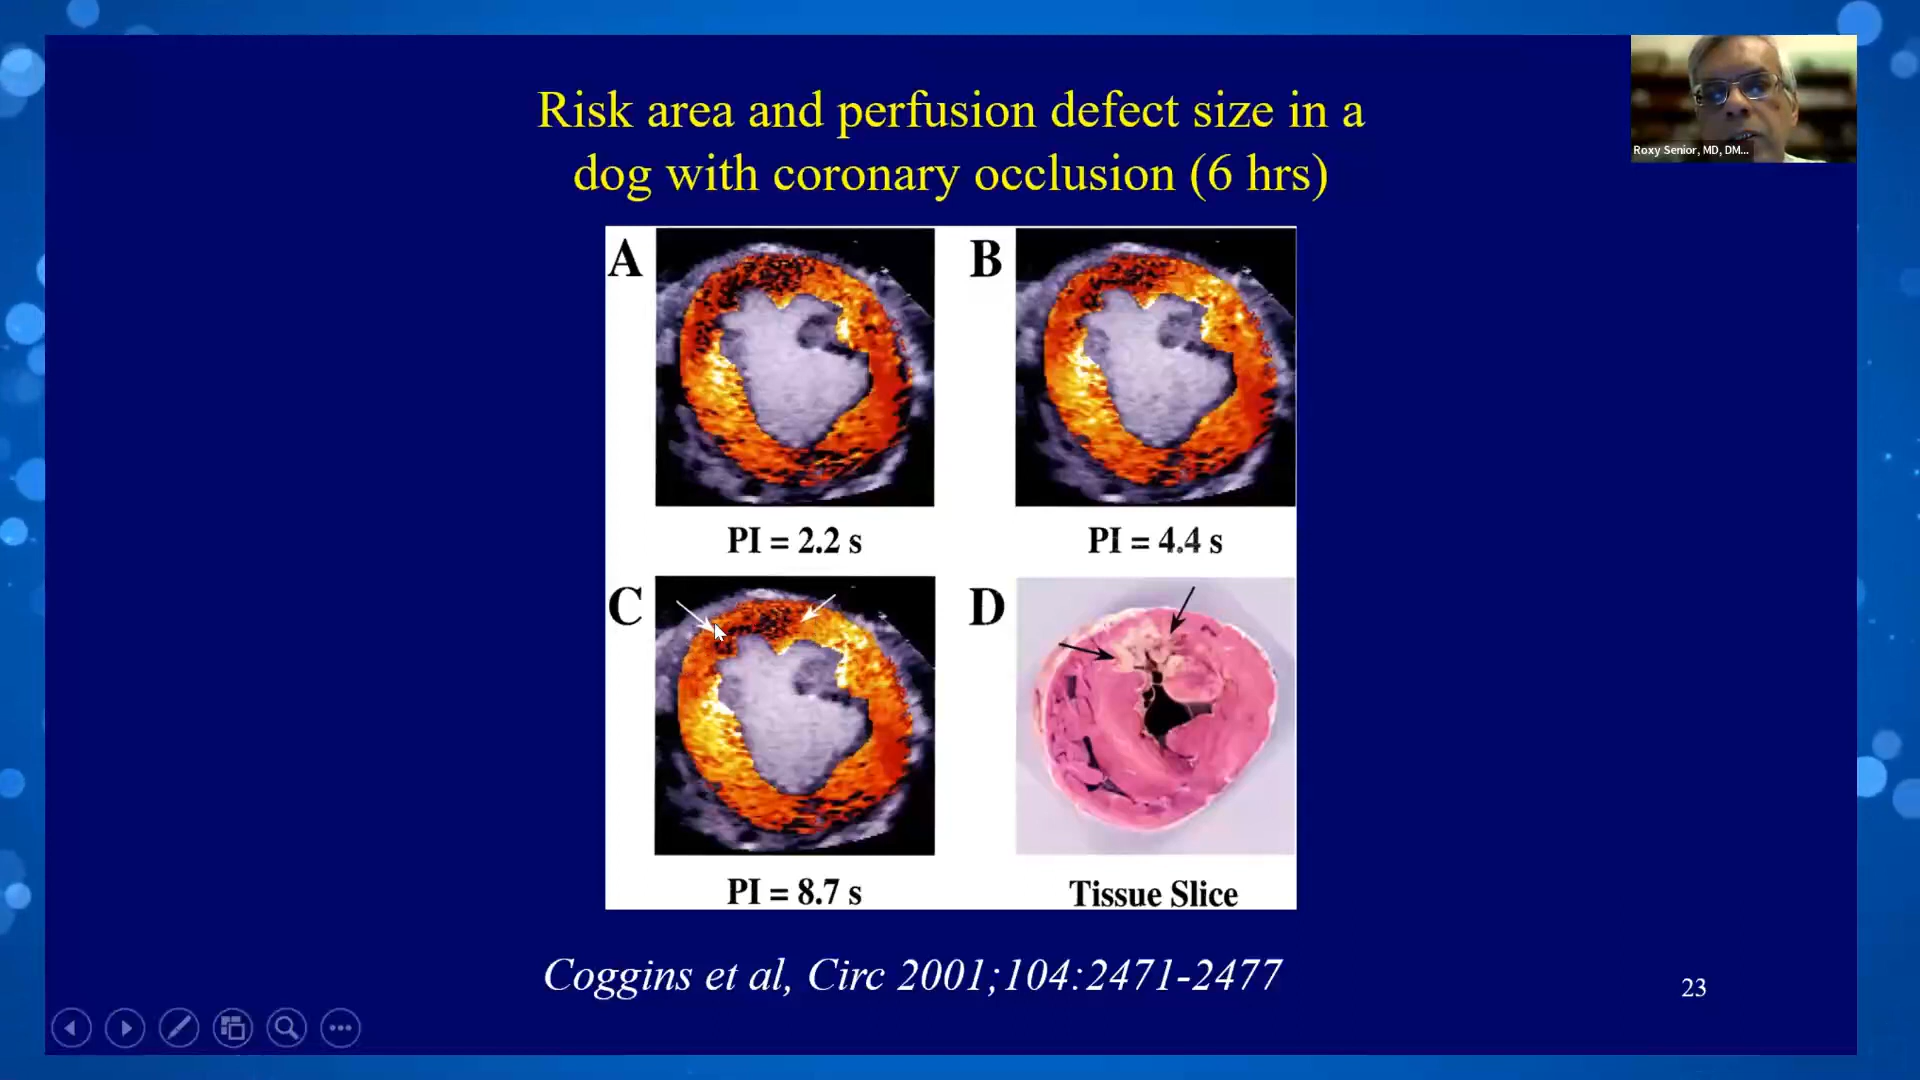 Risk area and perfusion defect size in a
dog with coronary occlusion (6 hrs)
Roxy Senior, MD, DM...
A
B
PI = 2.2 s
PI = 4.4 s
C
D
PI = 8.7 s
Tissue Slice
Coggins et al, Circ 2001;104:2471-2477
23